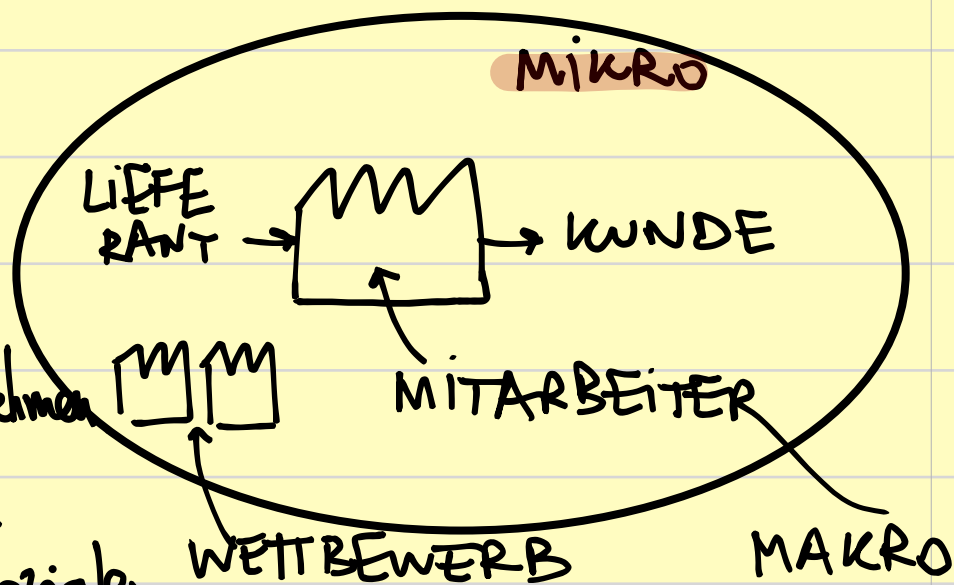 MiKRO
LiEFE
RANT
KUNDE
MiTARBEiTER
WETTBEWERB
MAKRO